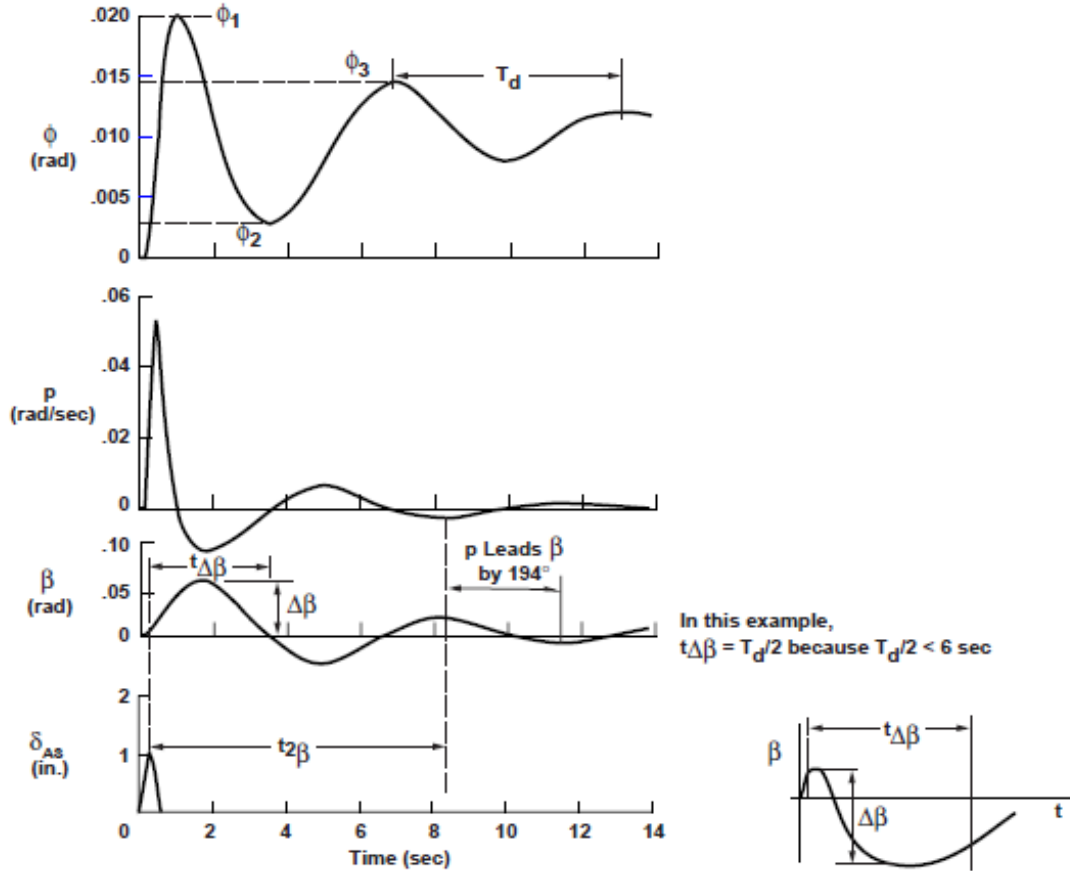 .020
.015
.010
.005
0
ϕ
(rad)
ϕ1
ϕ2
ϕ3
Td
.06
.04
.02
0
p
(rad/sec)
.10
.05
0
β
(rad)
tΔβ
Δβ
p Leads β
by 194°
In this example,
tΔβ = Td/2 because Td/2 < 6 sec
2
1
δAS
(in.)
t2β
0 2 4 6 8 10 12 14
Time (sec)
β
tΔβ
Δβ
t